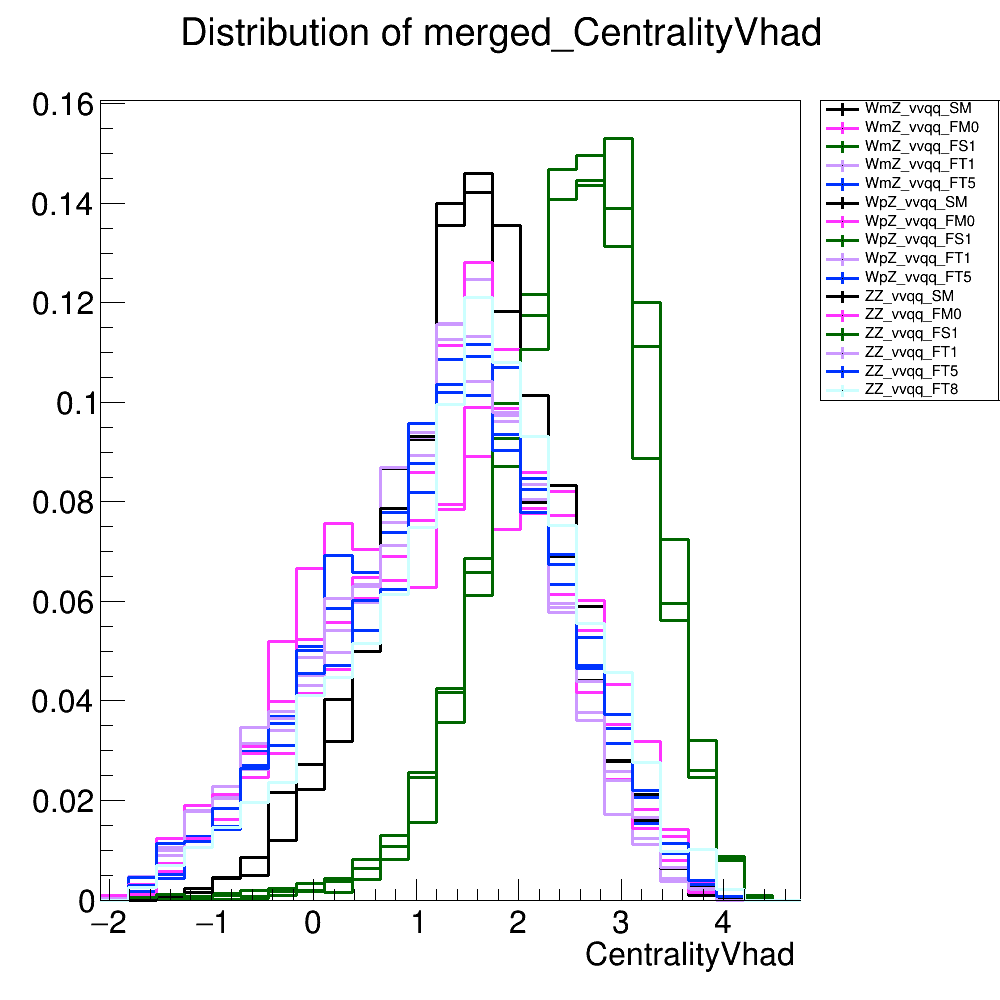 Distribution of merged_CentralityVhad
0.16
0.14
0.12
0.1
0.08
0.06
0.04
0.02
0
−2
−1
0
1
2
3
4
CentralityVhad
WmZ_vvqq_SM
WmZ_vvqq_FM0
WmZ_vvqq_FS1
WmZ_vvqq_FT1
WmZ_vvqq_FT5
WpZ_vvqq_SM
WpZ_vvqq_FM0
WpZ_vvqq_FS1
WpZ_vvqq_FT1
WpZ_vvqq_FT5
ZZ_vvqq_SM
ZZ_vvqq_FM0
ZZ_vvqq_FS1
ZZ_vvqq_FT1
ZZ_vvqq_FT5
ZZ_vvqq_FT8